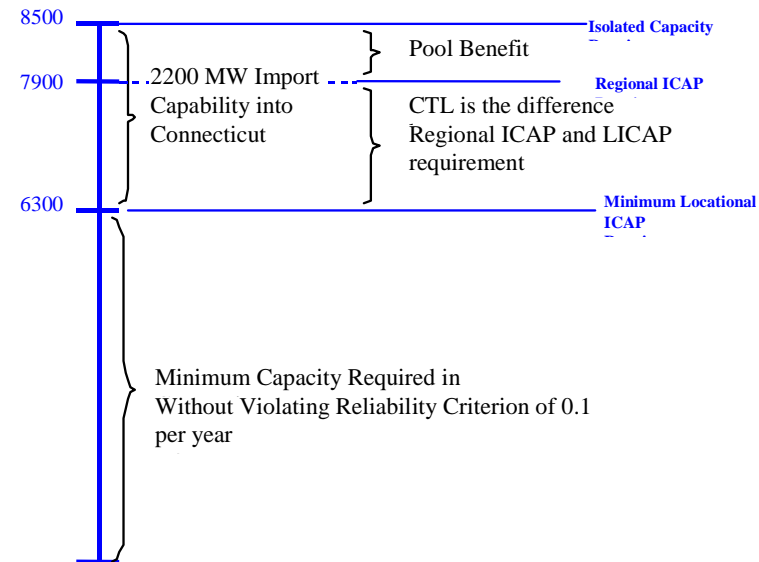 8500
Isolated Capacity
Pool Benefit
7900
2200 MW Import
Capability into
Connecticut
Regional ICAP
CTL is the difference
Regional ICAP and LICAP
requirement
6300
Minimum Locational
ICAP
Minimum Capacity Required in
Without Violating Reliability Criterion of 0.1
per year